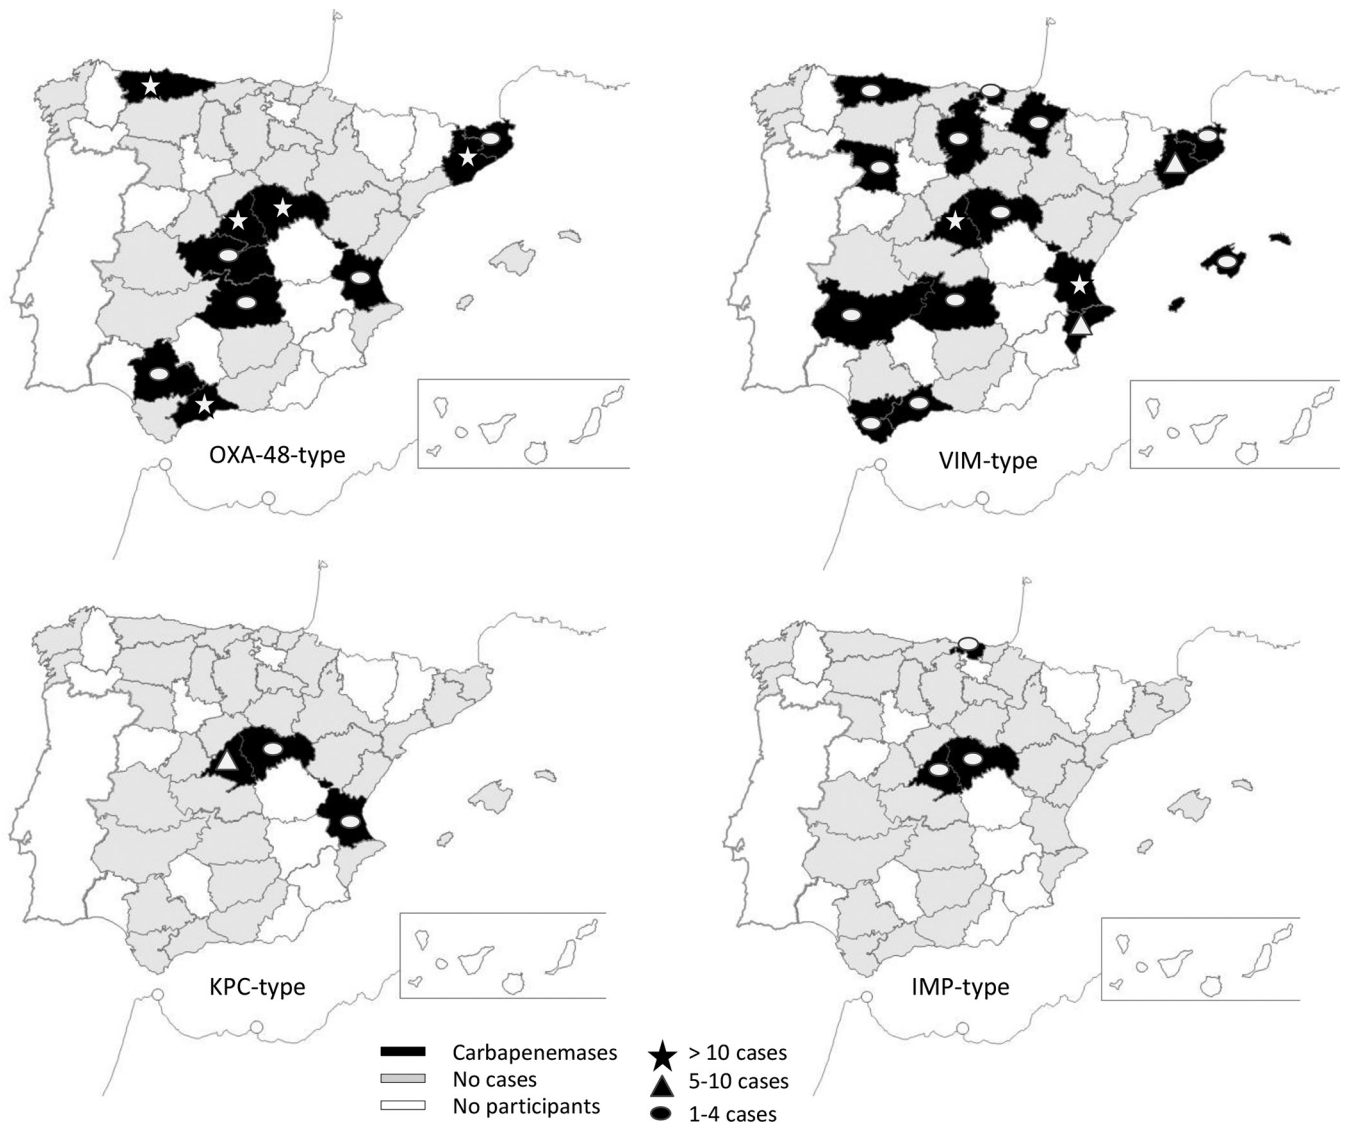 OXA-48-type
VIM-type
KPC-type
IMP-type
Carbapenemases
No cases
No participants
> 10 cases
5-10 cases
1-4 cases